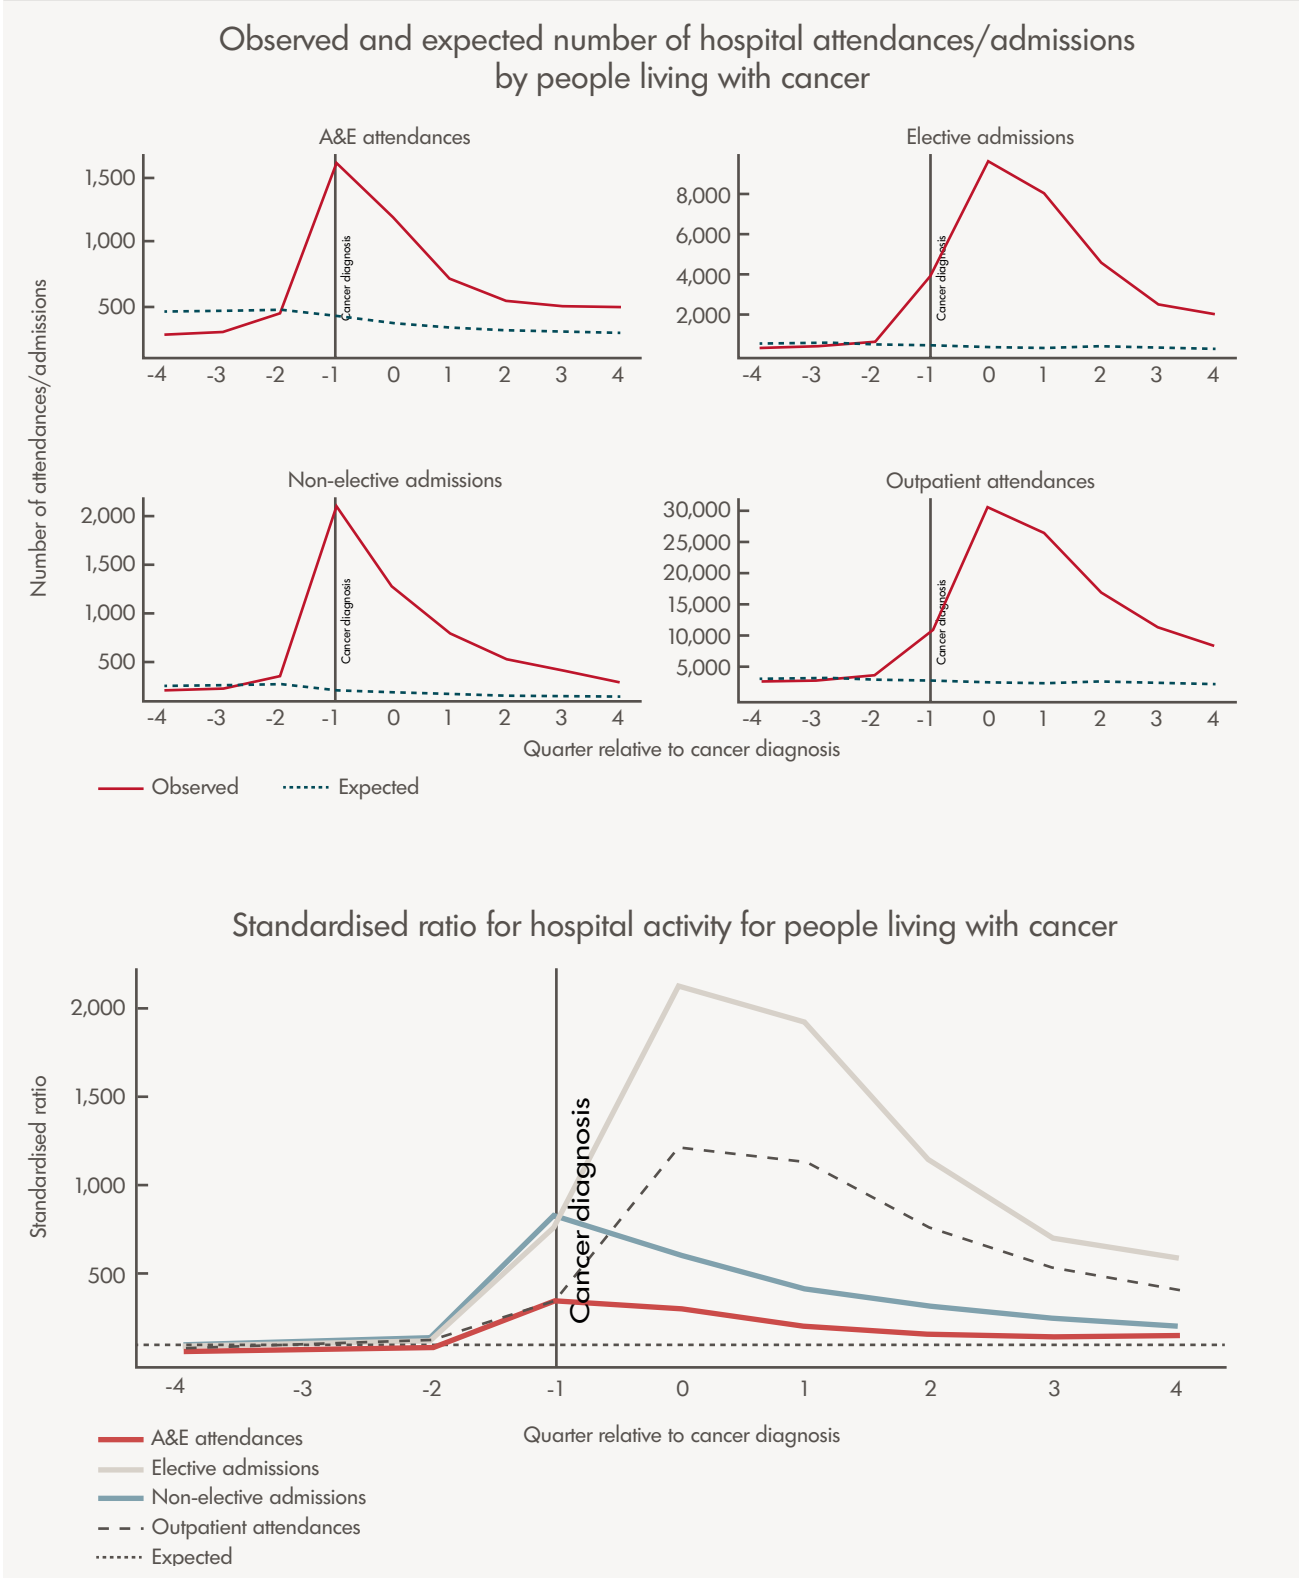 Observed and expected number of hospital attendances/admissions
by people living with cancer
Number of attendances/admissions
A&E attendances
1,500
1,000
500
Cancer diagnosis
-4 -3 -2 -1 0 1 2 3 4
Elective admissions
8,000
6,000
4,000
2,000
Cancer diagnosis
-4 -3 -2 -1 0 1 2 3 4
Non-elective admissions
2,000
1,500
1,000
500
Cancer diagnosis
-4 -3 -2 -1 0 1 2 3 4
Outpatient attendances
30,000
25,000
20,000
15,000
10,000
5,000
Cancer diagnosis
-4 -3 -2 -1 0 1 2 3 4
Quarter relative to cancer diagnosis
Observed Expected
Standardised ratio for hospital activity for people living with cancer
Standardised ratio
2,000
1,500
1,000
500
Cancer diagnosis
-4 -3 -2 -1 0 1 2 3 4
Quarter relative to cancer diagnosis
A&E attendances
Elective admissions
Non-elective admissions
Outpatient attendances
Expected